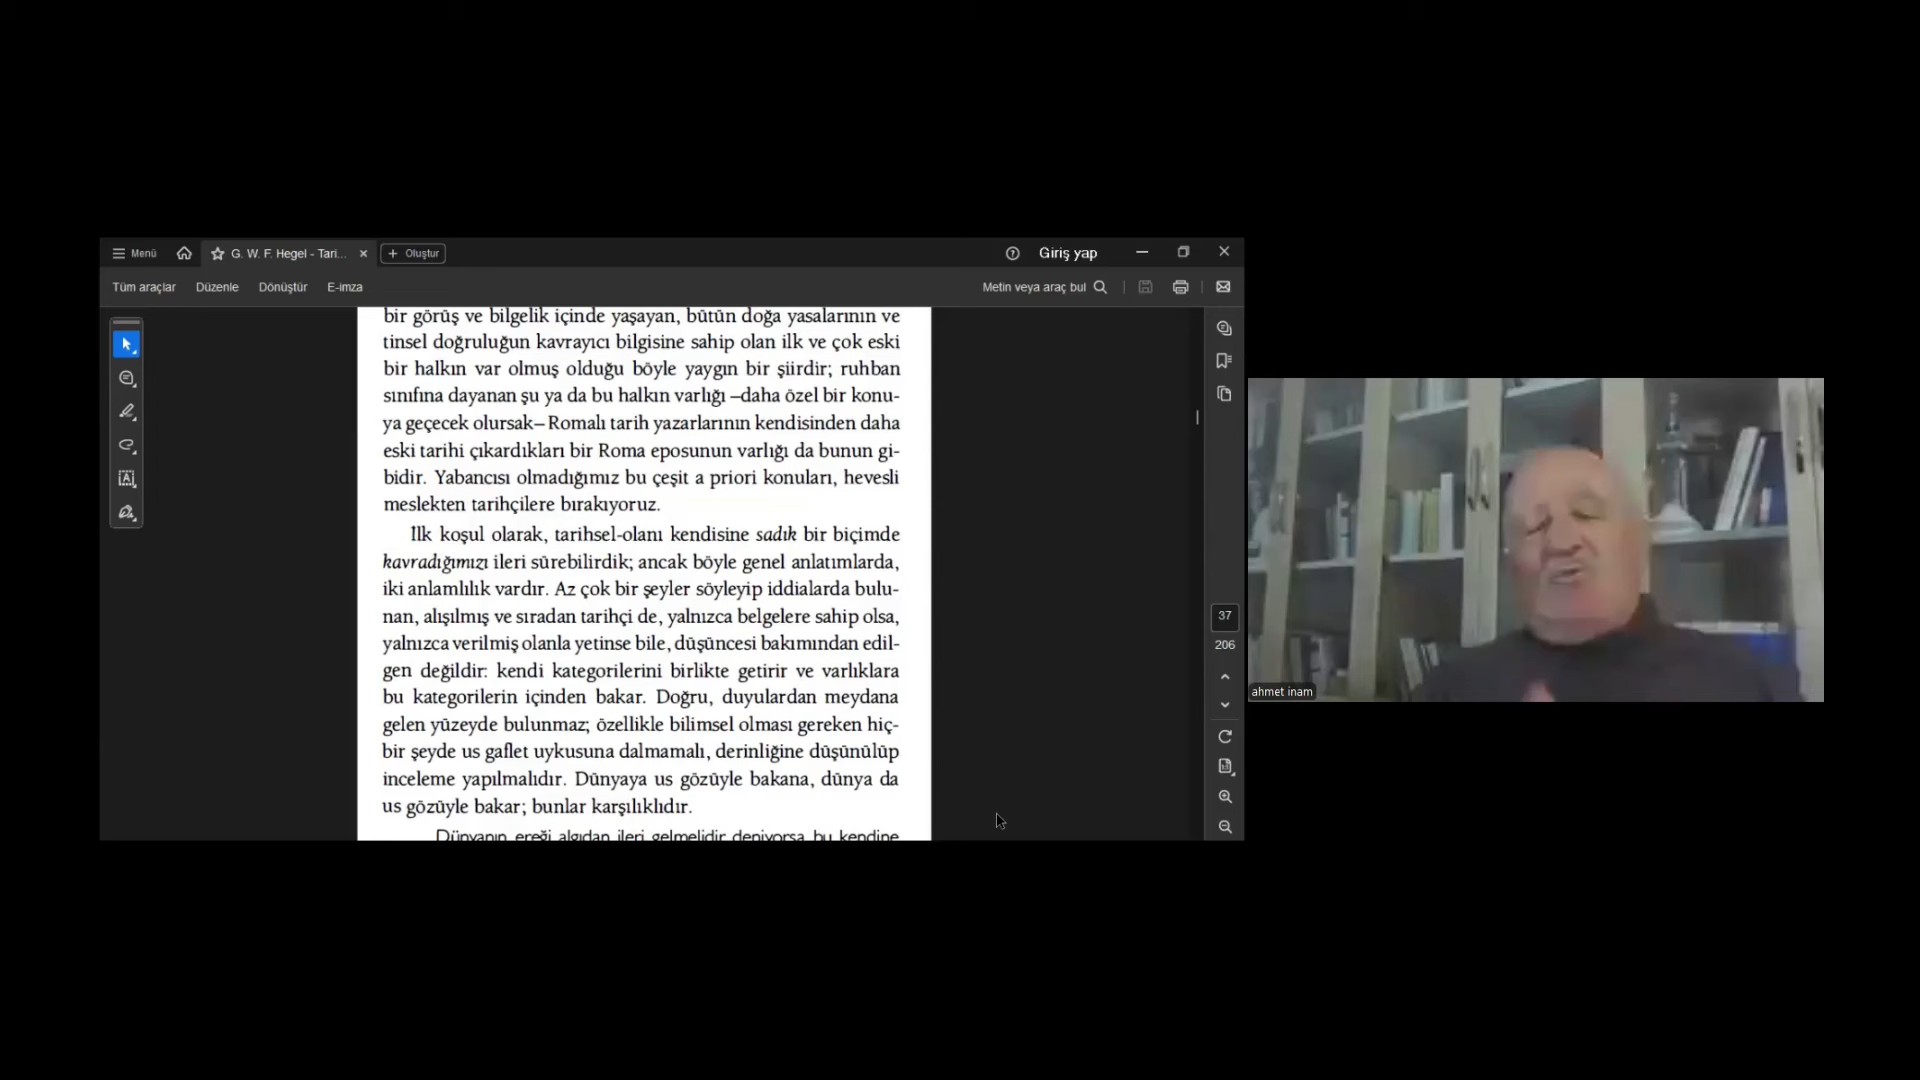 Menü
G. W. F. Hegel - Tari...
Oluştur
Giriş yap
Tüm araçlar
Düzenle
Dönüştür
E-imza
Metin veya araç bul
bir görüş ve bilgelik içinde yaşayan, bütün doğa yasalarının ve
tinsel doğruluğun kavrayıcı bilgisine sahip olan ilk ve çok eski
bir halkın var olmuş olduğu böyle yaygın bir şiirdir; ruhban
sınıfına dayanan şu ya da bu halkın varlığı –daha özel bir konu-
ya geçecek olursak– Romalı tarih yazarlarının kendisinden daha
eski tarihi çıkardıkları bir Roma eposunun varlığı da bunun gi-
bidir. Yabancısı olmadığımız bu çeşit a priori konuları, hevesli
meslekten tarihçilere bırakıyoruz.
İlk koşul olarak, tarihsel-olanı kendisine sadık bir biçimde
kavradığımızı ileri sürebilirdik; ancak böyle genel anlatımlarda,
iki anlamlılık vardır. Az çok bir şeyler söyleyip iddialarda bulu-
nan, alışılmış ve sıradan tarihçi de, yalnızca belgelere sahip olsa,
yalnızca verilmiş olanla yetinse bile, düşüncesi bakımından edil-
gen değildir: kendi kategorilerini birlikte getirir ve varlıklara
bu kategorilerin içinden bakar. Doğru, duyulardan meydana
gelen yüzeyde bulunmaz; özellikle bilimsel olması gereken hiç-
bir şeyde us gaflet uykusuna dalmamalı, derinliğine düşünülüp
inceleme yapılmalıdır. Dünyaya us gözüyle bakana, dünya da
us gözüyle bakar; bunlar karşılıklıdır.
Dünyanın ereği algıdan ileri gelmelidir deniyorsa bu kendine
37
206
ahmet inam